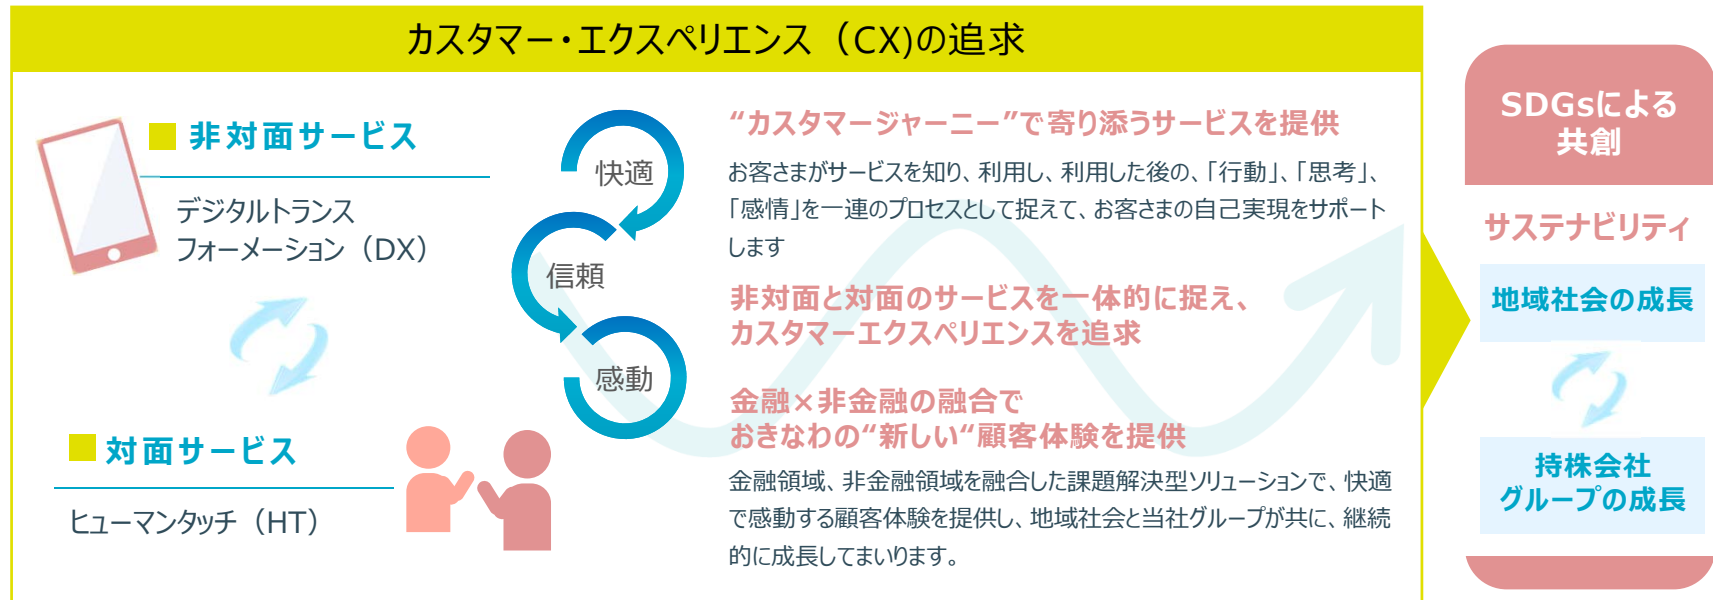 カスタマー・エクスペリエンス（CX)の追求
非対面サービス
デジタルトランス
フォーメーション（DX）
対面サービス
ヒューマンタッチ（HT）
快適
信頼
感動
“カスタマージャーニー”で寄り添うサービスを提供
お客さまがサービスを知り、利用し、利用した後の、「行動」、「思考」、
「感情」を一連のプロセスとして捉えて、お客さまの自己実現をサポート
します
非対面と対面のサービスを一体的に捉え、
カスタマーエクスペリエンスを追求
金融×非金融の融合で
おきなわの“新しい“顧客体験を提供
金融領域、非金融領域を融合した課題解決型ソリューションで、快適
で感動する顧客体験を提供し、地域社会と当社グループが共に、継続
的に成長してまいります。
SDGsによる
共創
サステナビリティ
地域社会の成長
持株会社
グループの成長